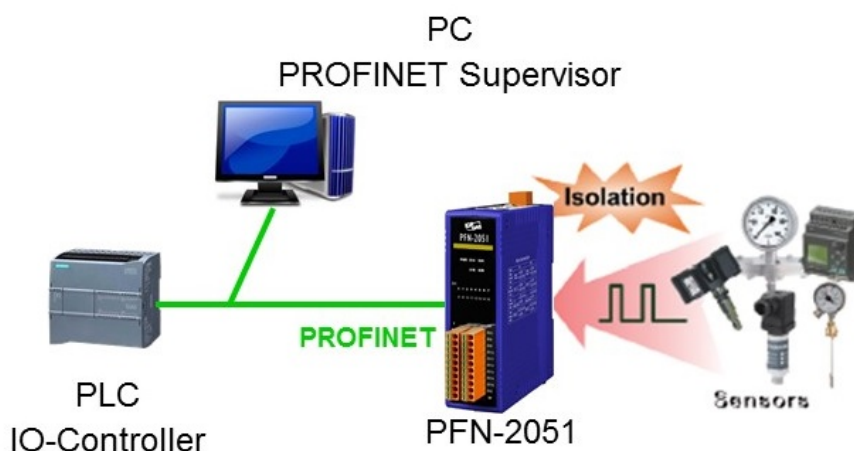 PC
PROFINET Supervisor
Isolation
PFN-2051
PROFINET
Sensors
PLC
IO-Controller
PFN-2051